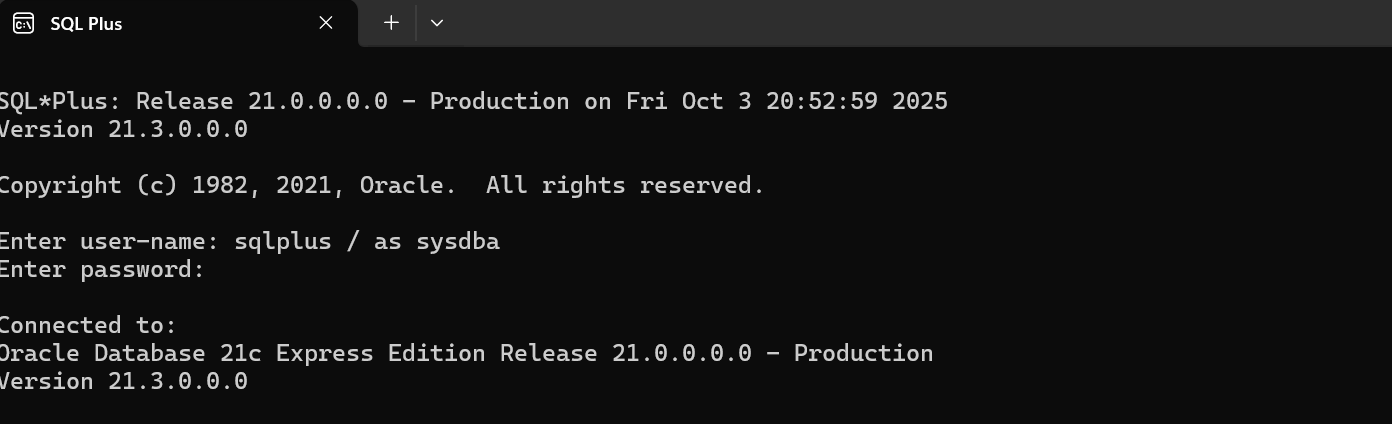 SQL Plus
SQL*Plus: Release 21.0.0.0.0 - Production on Fri Oct 3 20:52:59 2025
Version 21.3.0.0.0
Copyright (c) 1982, 2021, Oracle.  All rights reserved.
Enter user-name: sqlplus / as sysdba
Enter password:
Connected to:
Oracle Database 21c Express Edition Release 21.0.0.0.0 - Production
Version 21.3.0.0.0